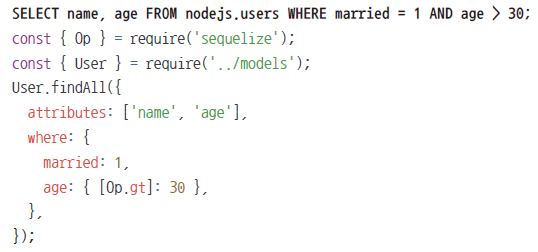 SELECT name, age FROM nodejs.users WHERE married = 1 AND age > 30;
const { Op } = require('sequelize');
const { User } = require('../models');
User.findAll({
  attributes: ['name', 'age'],
  where: {
    married: 1,
    age: { [Op.gt]: 30 },
  },
});